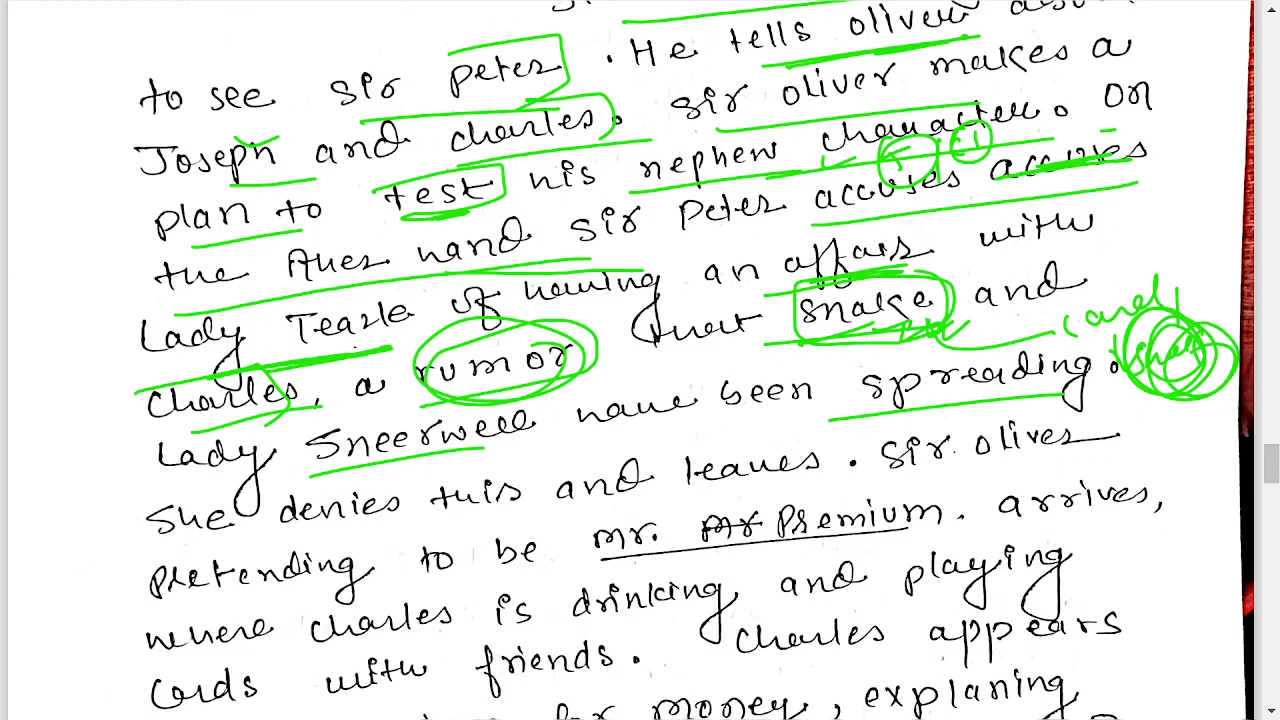 to see sir peter. He tells oliver
Joseph and charles. sir oliver makes a
plan to test his nephew character. on
the other hand sir Peter accuses accuses
Lady Teazle of having an affair with
charles, a rumor that snake and
Lady Sneerwell have been spreading.
She denies this and leaves. sir oliver
Pretending to be mr. mr Premium. arrives,
where charles is drinking and playing
cards with friends. Charles appears
for money, explaning